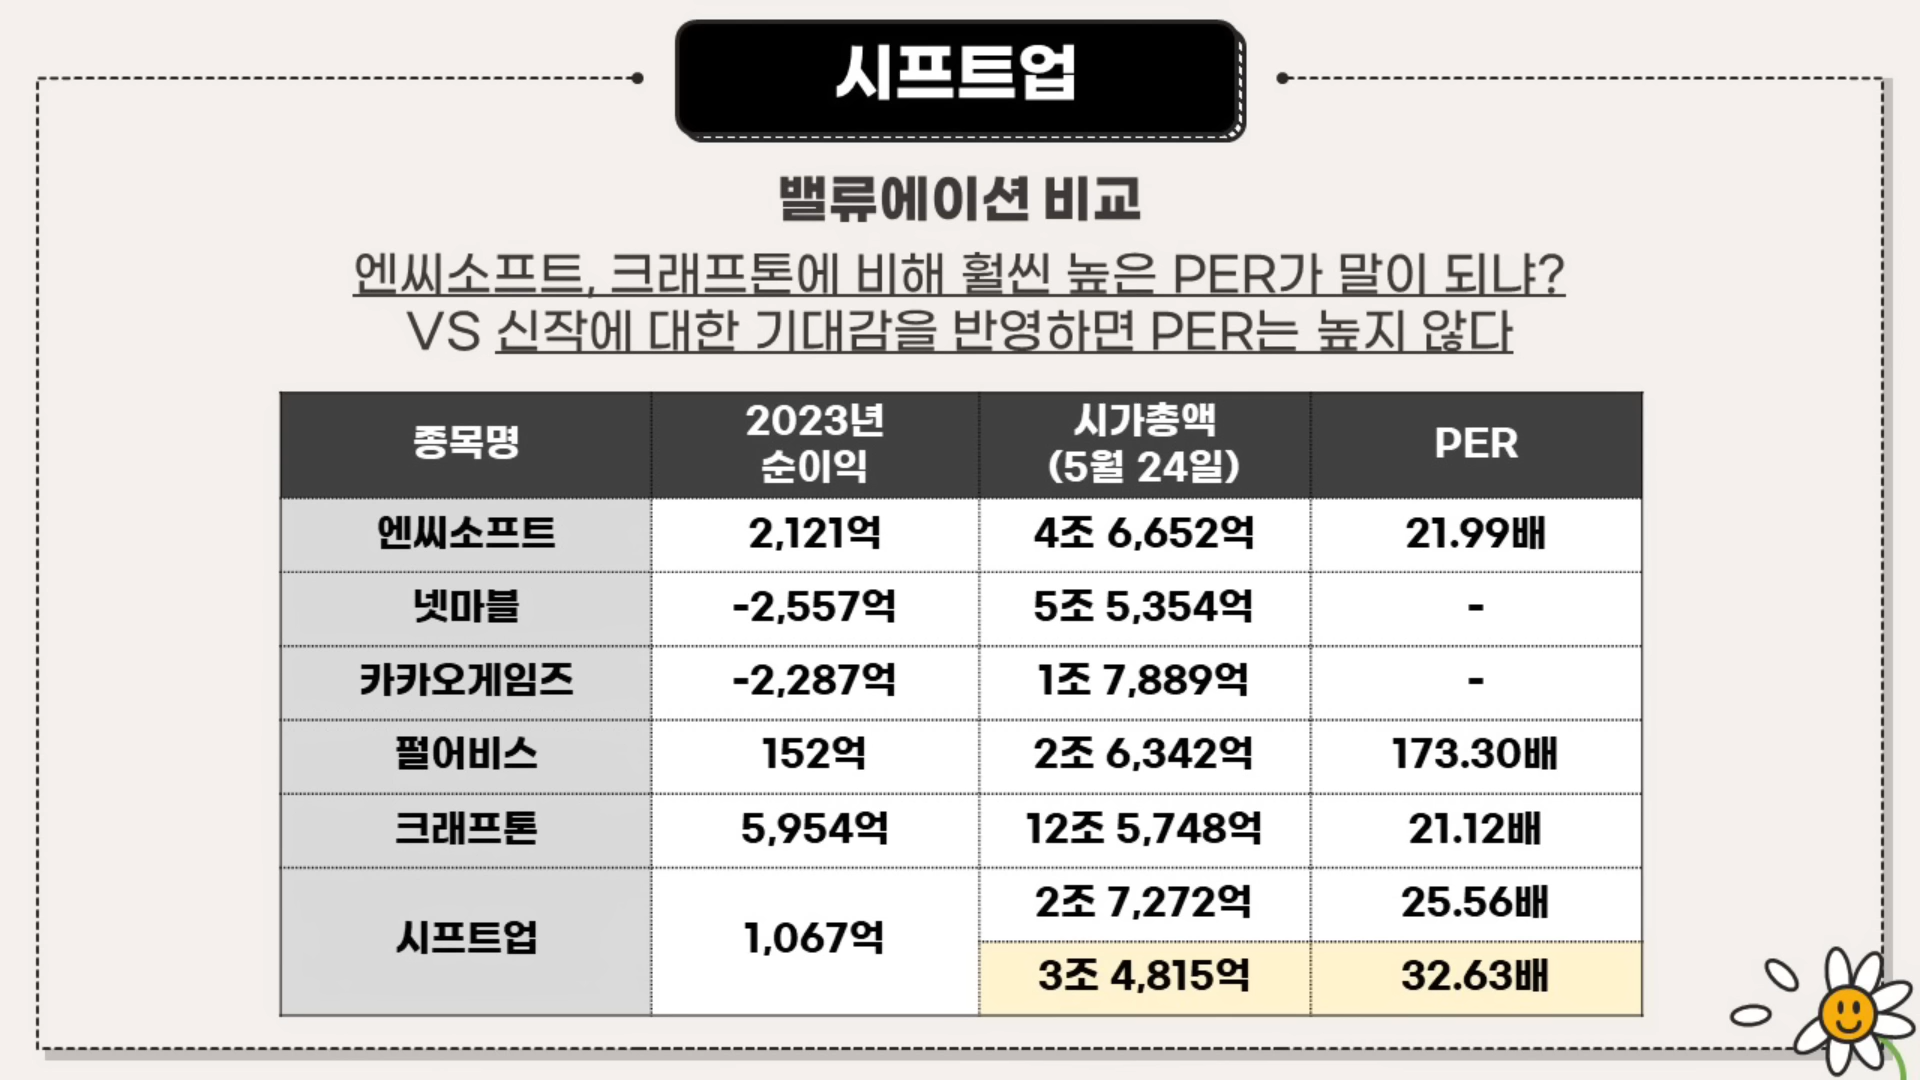 시프트업
밸류에이션 비교
엔씨소프트, 크래프톤에 비해 훨씬 높은 PER가 말이 되냐?
VS 신작에 대한 기대감을 반영하면 PER는 높지 않다
종목명 2023년 순이익 시가총액 (5월 24일) PER
엔씨소프트 2,121억 4조 6,652억 21.99배
넷마블 -2,557억 5조 5,354억 -
카카오게임즈 -2,287억 1조 7,889억 -
펄어비스 152억 2조 6,342억 173.30배
크래프톤 5,954억 12조 5,748억 21.12배
시프트업 1,067억 2조 7,272억 25.56배
3조 4,815억 32.63배